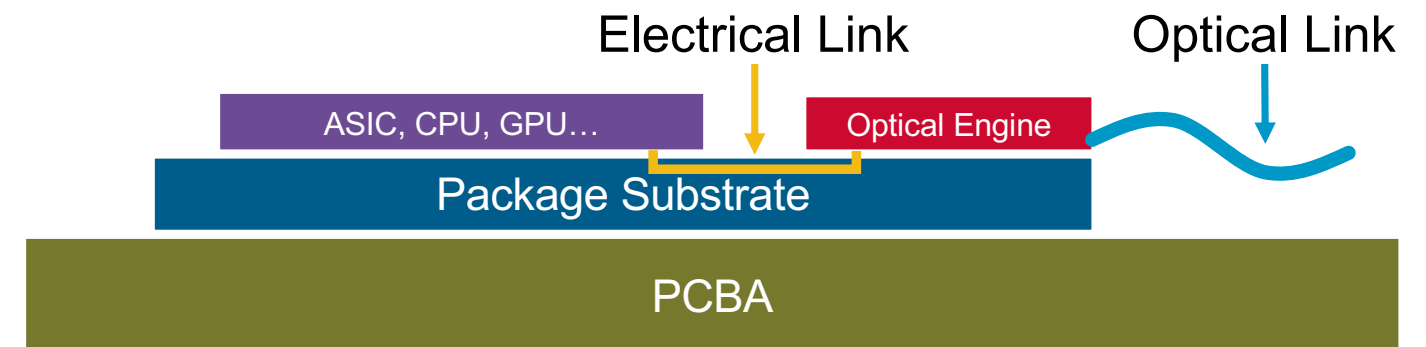 Electrical Link
Optical Link
ASIC, CPU, GPU…
Optical Engine
Package Substrate
PCBA